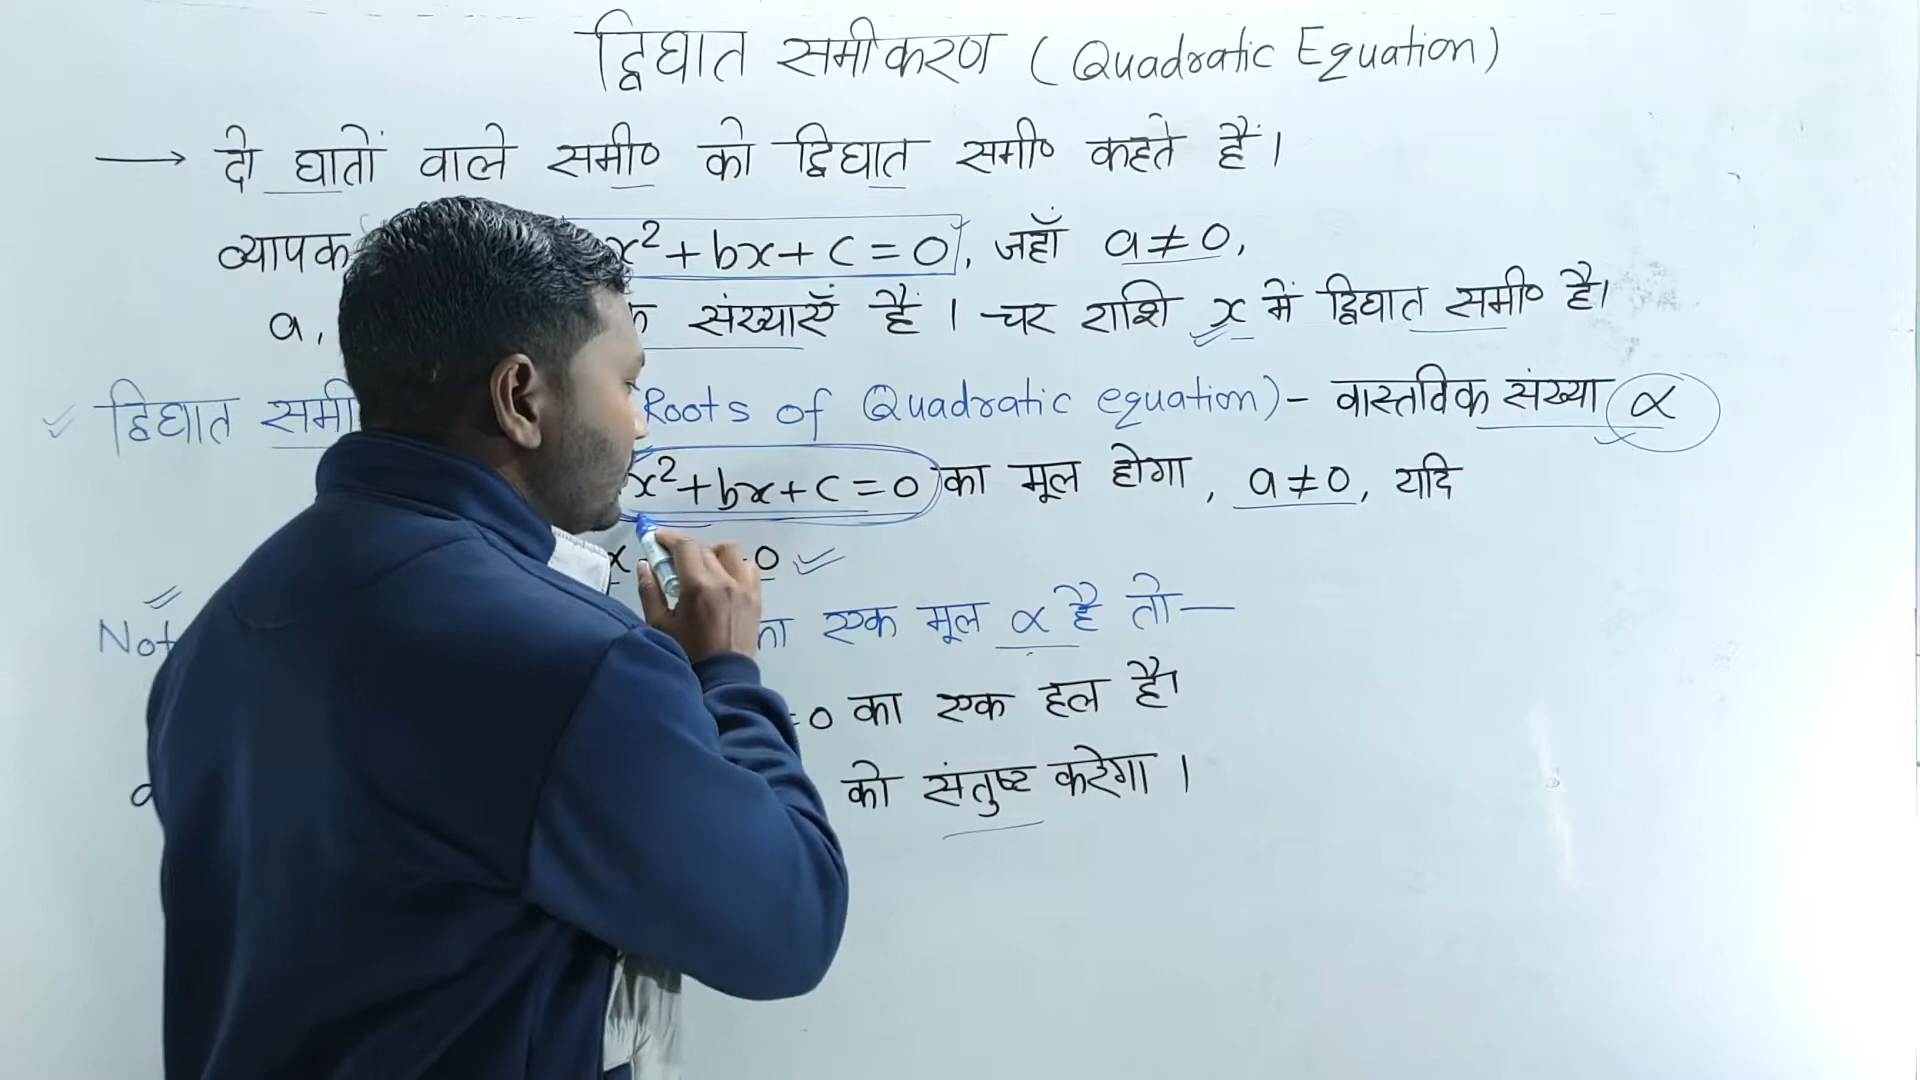 द्विघात समीकरण (Quadratic Equation)
→ दो घातों वाले समी० को द्विघात समी० कहते हैं।
व्यापक x² + bx + c = 0, जहाँ a ≠ 0,
a, संख्याएँ हैं। चर राशि x में द्विघात समी० है।
द्विघात समी Roots of Quadratic equation) - वास्तविक संख्या α
x² + bx + c = 0 का मूल होगा, a ≠ 0, यदि
0
Not एक मूल α है तो —
=0 का एक हल है।
को संतुष्ट करेगा।